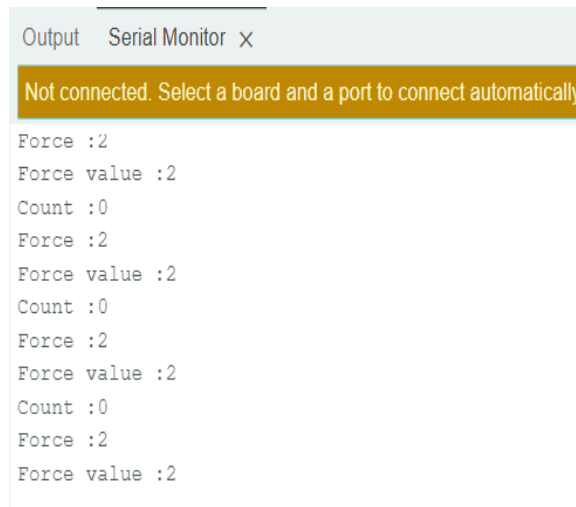 Output Serial Monitor x
Not connected. Select a board and a port to connect automatically
Force :2
Force value :2
Count :0
Force :2
Force value :2
Count :0
Force :2
Force value :2
Count :0
Force :2
Force value :2